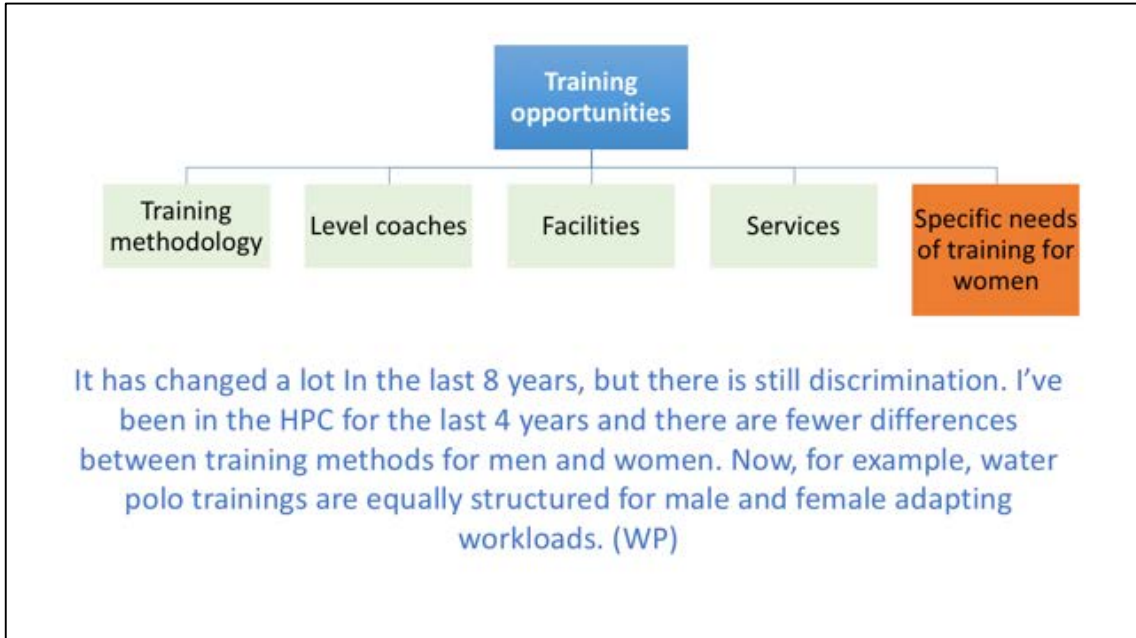 Training
opportunities
Training
methodology
Level coaches
Facilities
Services
Specific needs
of training for
women
It has changed a lot In the last 8 years, but there is still discrimination. I’ve
been in the HPC for the last 4 years and there are fewer differences
between training methods for men and women. Now, for example, water
polo trainings are equally structured for male and female adapting
workloads. (WP)